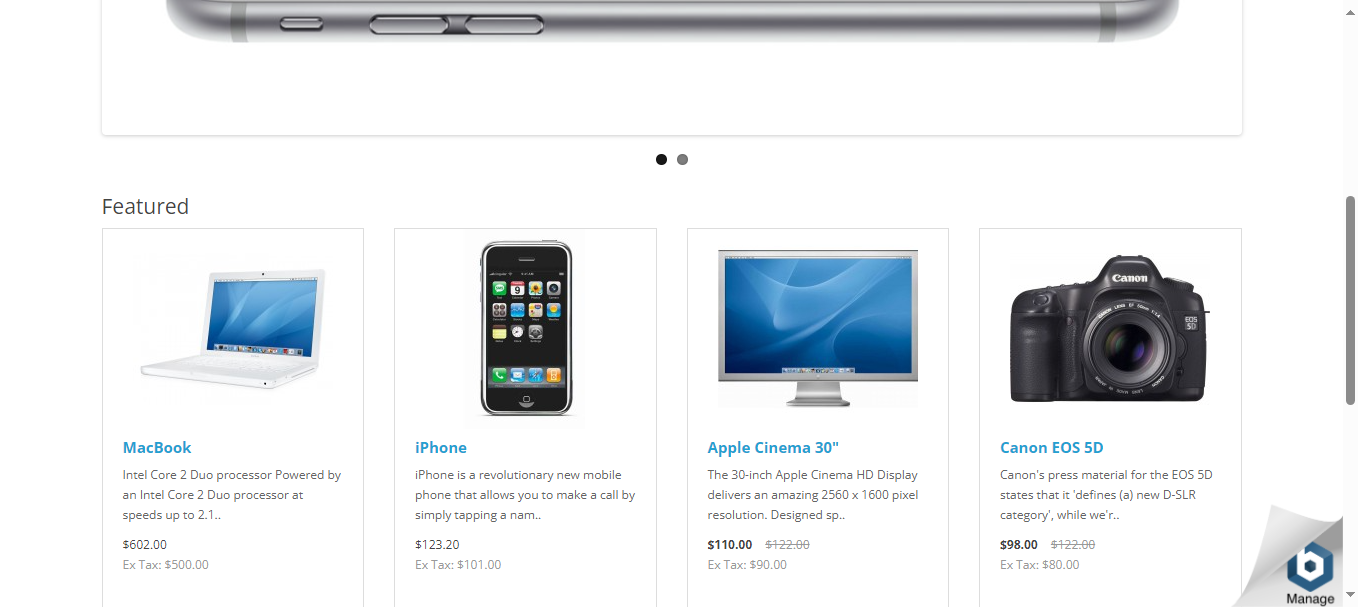 Featured
MacBook
Intel Core 2 Duo processor Powered by
an Intel Core 2 Duo processor at
speeds up to 2.1..
$602.00
Ex Tax: $500.00
iPhone
iPhone is a revolutionary new mobile
phone that allows you to make a call by
simply tapping a nam..
$123.20
Ex Tax: $101.00
Apple Cinema 30"
The 30-inch Apple Cinema HD Display
delivers an amazing 2560 x 1600 pixel
resolution. Designed sp..
$110.00 $122.00
Ex Tax: $90.00
Canon
EOS
5D
Canon EOS 5D
Canon's press material for the EOS 5D
states that it 'defines (a) new D-SLR
category', while we'r..
$98.00 $122.00
Ex Tax: $80.00
b
Manage